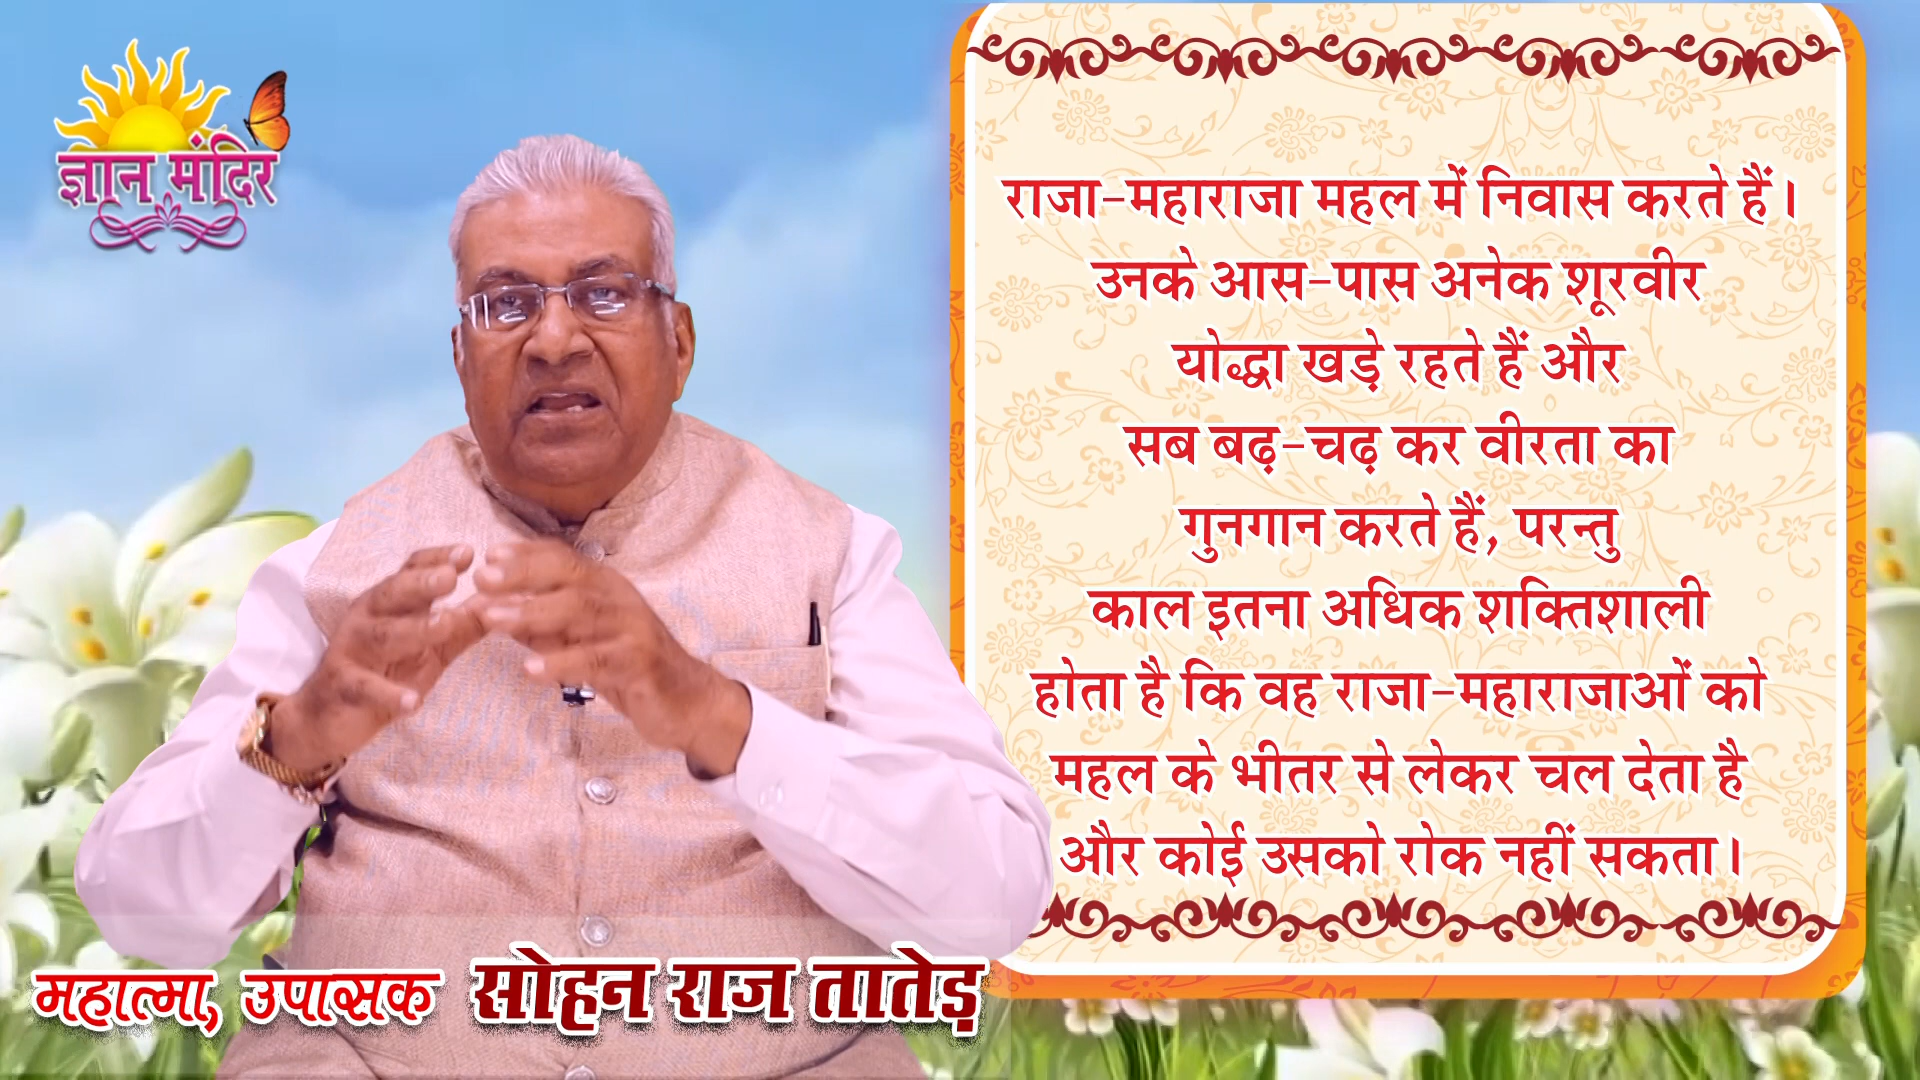 ज्ञान मंदिर
राजा-महाराजा महल में निवास करते हैं।
उनके आस-पास अनेक शूरवीर
योद्धा खड़े रहते हैं और
सब बढ़-चढ़ कर वीरता का
गुनगान करते हैं, परन्तु
काल इतना अधिक शक्तिशाली
होता है कि वह राजा-महाराजाओं को
महल के भीतर से लेकर चल देता है
और कोई उसको रोक नहीं सकता।
महात्मा, उपासक सोहन राज तातेड़